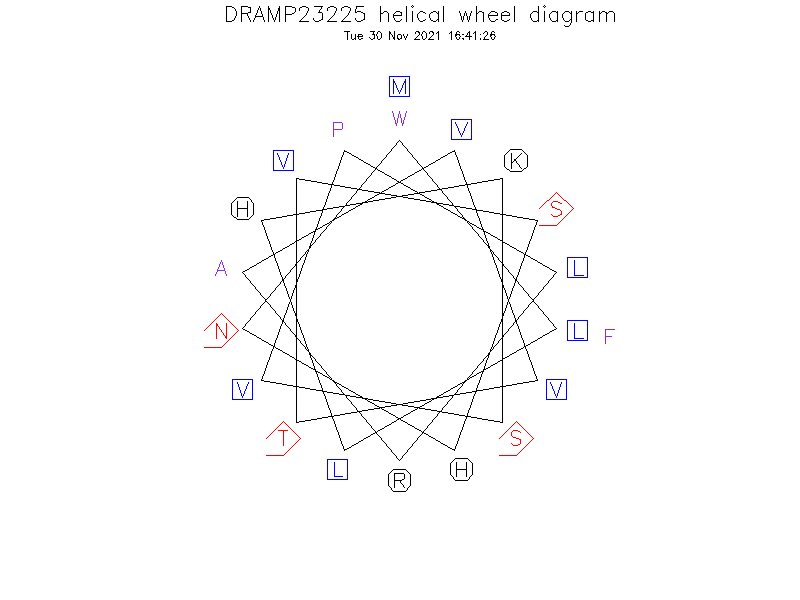 DRAMP23225 helical wheel diagram
Tue 30 Nov 2021 16:41:26
M
W
P V
V K
H S
A L
N L F
V V
T S
L H
R